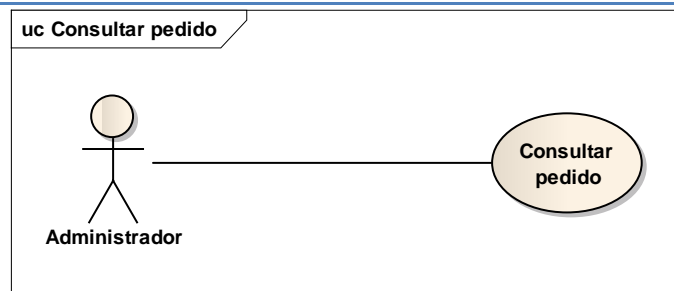 uc Consultar pedido
Consultar
pedido
Administrador